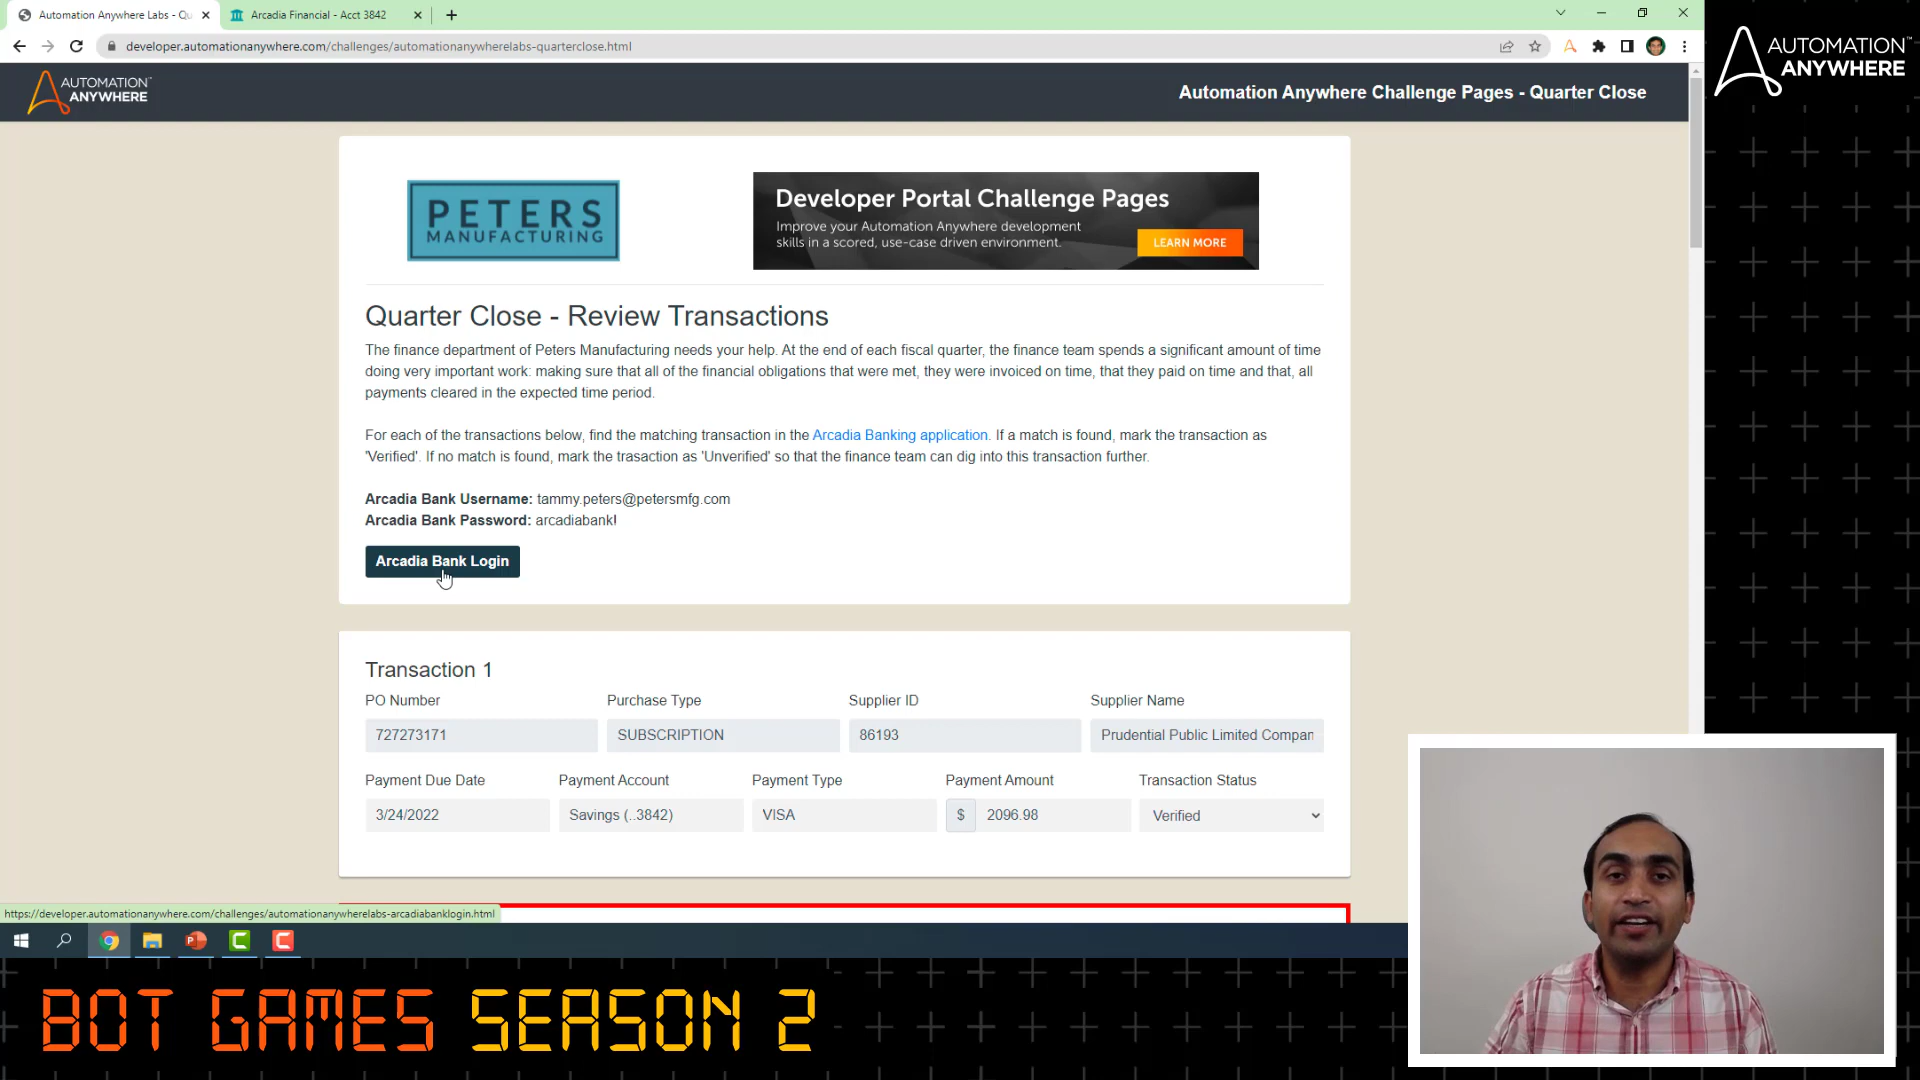 Automation Anywhere Labs - Qu
Arcadia Financial - Acct 3842
developer.automationanywhere.com/challenges/automationanywherelabs-quarterclose.html
AUTOMATION ANYWHERE
Automation Anywhere Challenge Pages - Quarter Close
AUTOMATION ANYWHERE
PETERS
MANUFACTURING
Developer Portal Challenge Pages
Improve your Automation Anywhere development
skills in a scored, use-case driven environment.
LEARN MORE
Quarter Close - Review Transactions
The finance department of Peters Manufacturing needs your help. At the end of each fiscal quarter, the finance team spends a significant amount of time
doing very important work: making sure that all of the financial obligations that were met, they were invoiced on time, that they paid on time and that, all
payments cleared in the expected time period.
For each of the transactions below, find the matching transaction in the Arcadia Banking application. If a match is found, mark the transaction as
'Verified'. If no match is found, mark the trasaction as 'Unverified' so that the finance team can dig into this transaction further.
Arcadia Bank Username: tammy.peters@petersmfg.com
Arcadia Bank Password: arcadiabank!
Arcadia Bank Login
Transaction 1
PO Number Purchase Type Supplier ID Supplier Name
727273171 SUBSCRIPTION 86193 Prudential Public Limited Compan
Payment Due Date Payment Account Payment Type Payment Amount Transaction Status
3/24/2022 Savings (..3842) VISA $ 2096.98 Verified
https://developer.automationanywhere.com/challenges/automationanywherelabs-arcadiabanklogin.html
BOT GAMES SEASON 2